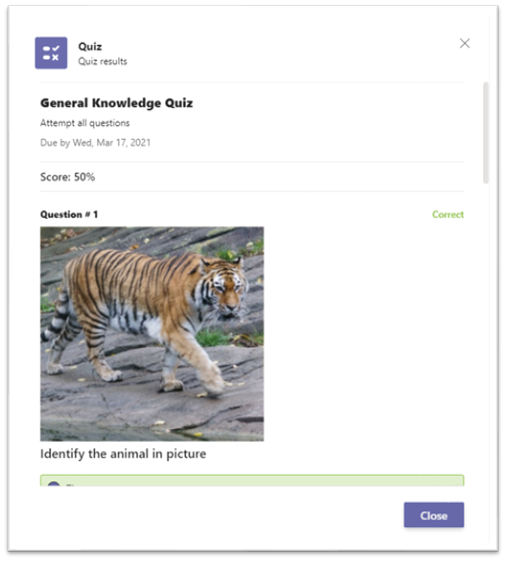 Quiz
Quiz results
General Knowledge Quiz
Attempt all questions
Due by Wed, Mar 17, 2021
Score: 50%
Question # 1
Correct
Identify the animal in picture
Close